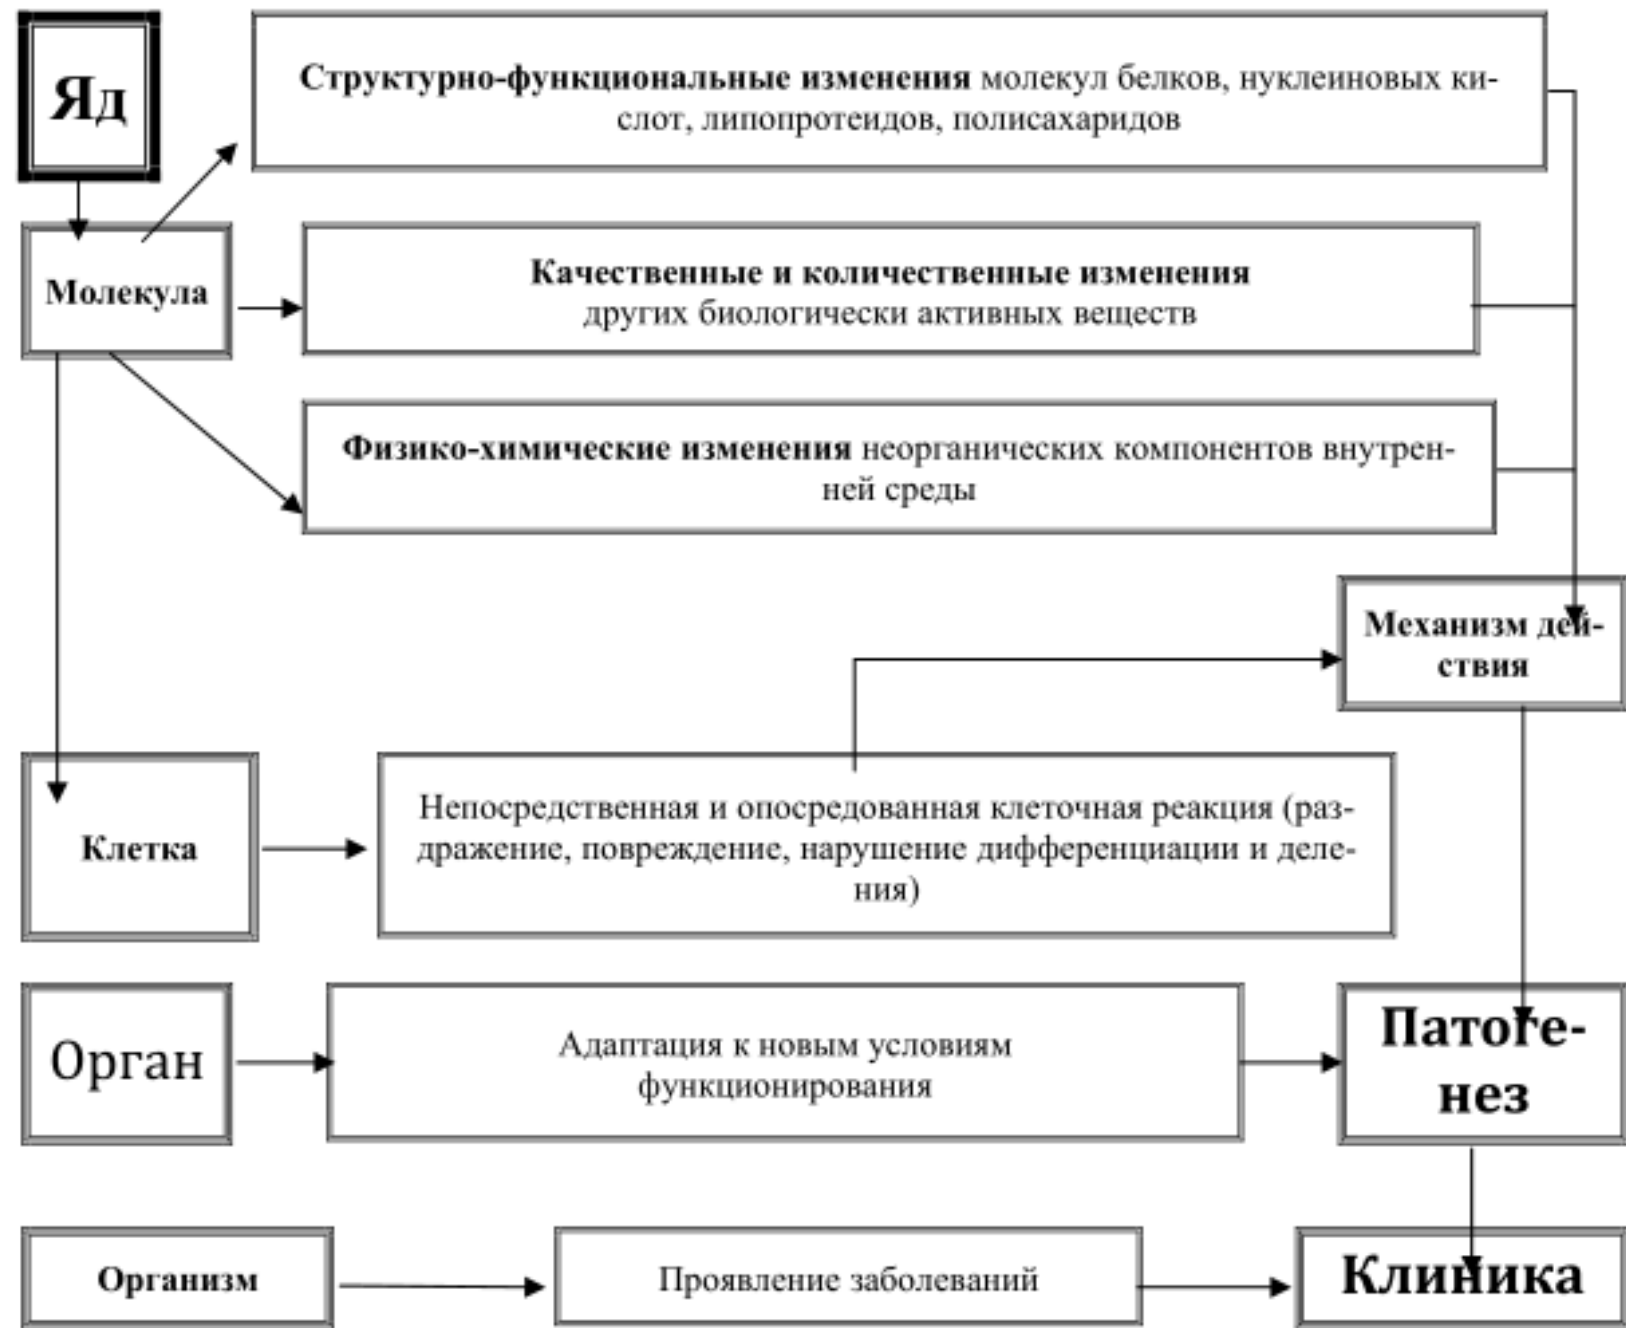 Яд
Структурно-функциональные изменения молекул белков, нуклеиновых ки-
слот, липопротеидов, полисахаридов
Молекула
Качественные и количественные изменения
других биологически активных веществ
Физико-химические изменения неорганических компонентов внутрен-
ней среды
Механизм дей-
ствия
Клетка
Непосредственная и опосредованная клеточная реакция (раз-
дражение, повреждение, нарушение дифференциации и деле-
ния)
Орган
Адаптация к новым условиям
функционирования
Патоге-
нез
Организм
Проявление заболеваний
Клиника